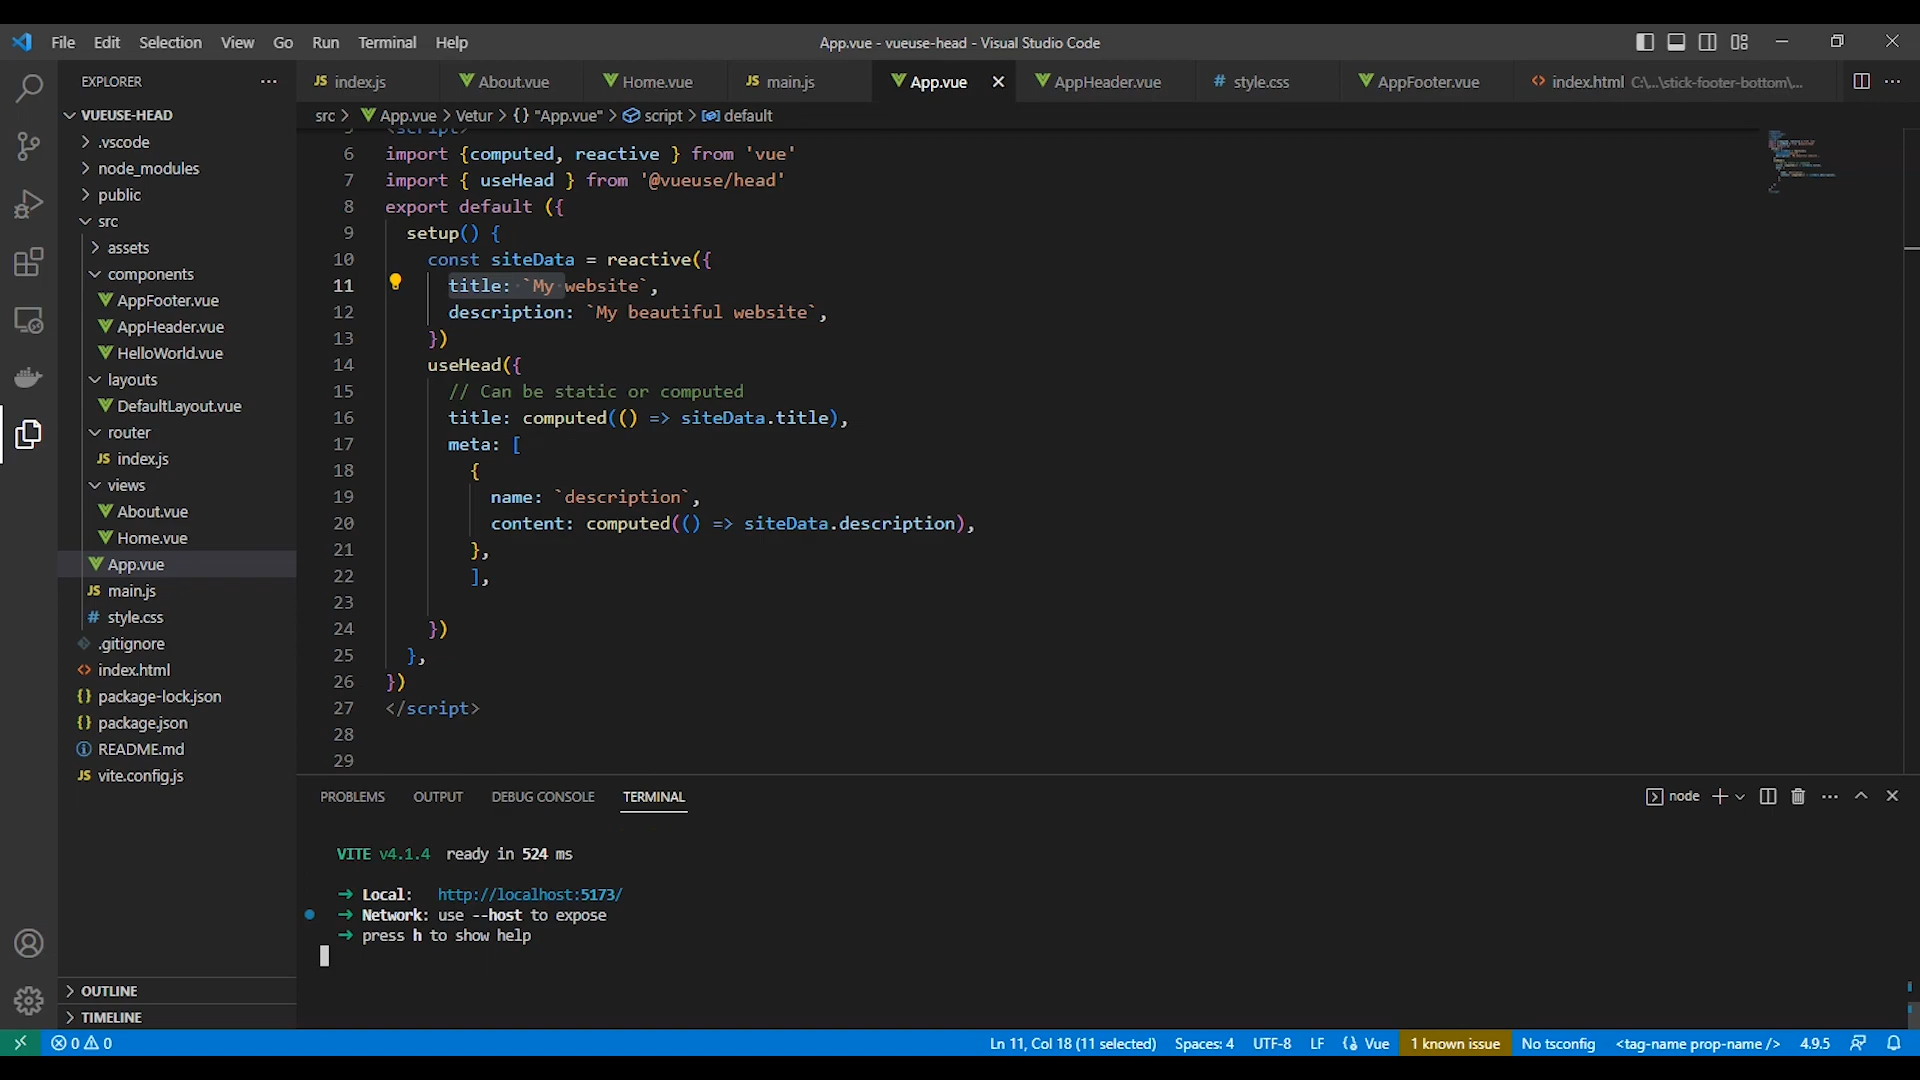 File Edit Selection View Go Run Terminal Help
App.vue - vueuse-head - Visual Studio Code
EXPLORER
index.js
About.vue
Home.vue
main.js
App.vue
AppHeader.vue
style.css
AppFooter.vue
index.html C:\...\stick-footer-bottom\...
src > App.vue > Vetur > {} "App.vue" > script > default
VUEUSE-HEAD
.vscode
node_modules
public
src
assets
components
AppFooter.vue
AppHeader.vue
HelloWorld.vue
layouts
DefaultLayout.vue
router
index.js
views
About.vue
Home.vue
App.vue
main.js
style.css
.gitignore
index.html
package-lock.json
package.json
README.md
vite.config.js
OUTLINE
TIMELINE
5 <script>
6 import {computed, reactive } from 'vue'
7 import { useHead } from '@vueuse/head'
8 export default ({
9 setup() {
10 const siteData = reactive({
11 title: `My website`,
12 description: `My beautiful website`,
13 })
14 useHead({
15 // Can be static or computed
16 title: computed(() => siteData.title),
17 meta: [
18 {
19 name: `description`,
20 content: computed(() => siteData.description),
21 },
22 ],
23
24 })
25 },
26 })
27 </script>
28
29
PROBLEMS OUTPUT DEBUG CONSOLE TERMINAL
node
VITE v4.1.4 ready in 524 ms
➜ Local: http://localhost:5173/
➜ Network: use --host to expose
➜ press h to show help
0 0
Ln 11, Col 18 (11 selected) Spaces: 4 UTF-8 LF Vue 1 known issue No tsconfig <tag-name prop-name /> 4.9.5